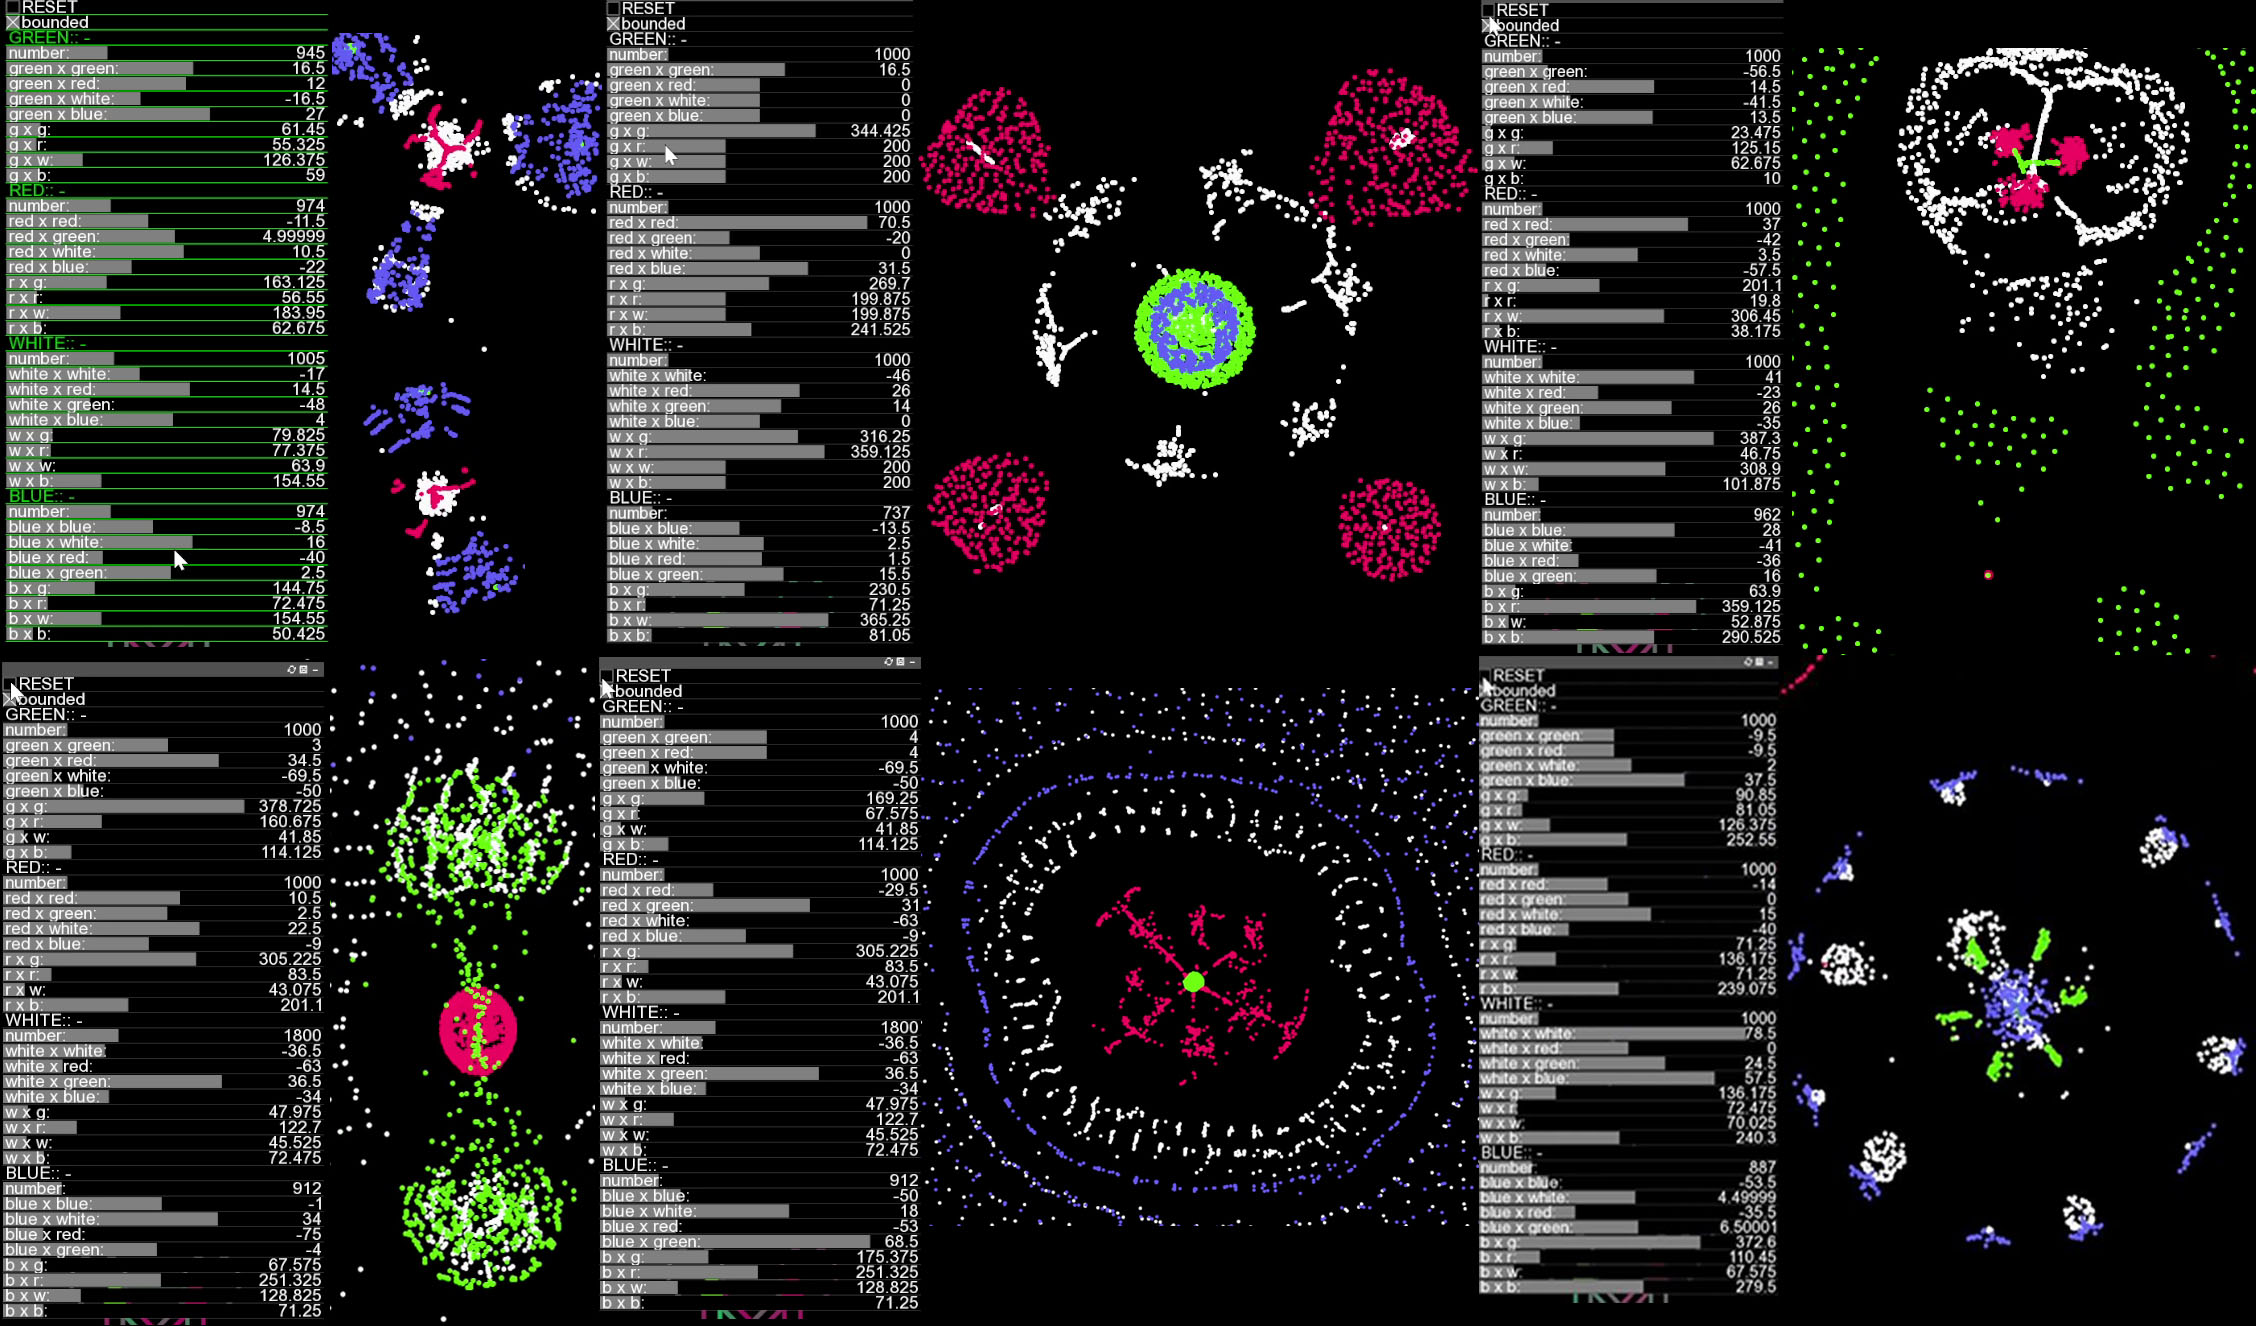 RESET
bounded
GREEN:: -
number: 945
green x green: 16.5
green x red: 12
green x white: -16.5
green x blue: 27
g x g: 61.45
g x r: 55.325
g x w: 126.375
g x b: 59
RED:: -
number: 974
red x red: -11.5
red x green: 4.99999
red x white: 10.5
red x blue: -22
r x g: 163.125
r x r: 56.55
r x w: 183.95
r x b: 62.675
WHITE:: -
number: 1005
white x white: -17
white x red: 14.5
white x green: -48
white x blue: 4
w x g: 79.825
w x r: 77.375
w x w: 63.9
w x b: 154.55
BLUE:: -
number: 974
blue x blue: -8.5
blue x white: 16
blue x red: -40
blue x green: 2.5
b x g: 144.75
b x r: 72.475
b x w: 154.55
b x b: 50.425
RESET
bounded
GREEN:: -
number: 1000
green x green: 16.5
green x red: 0
green x white: 0
green x blue: 0
g x g: 344.425
g x r: 200
g x w: 200
g x b: 200
RED:: -
number: 1000
red x red: 70.5
red x green: -20
red x white: 0
red x blue: 31.5
r x g: 269.7
r x r: 199.875
r x w: 199.875
r x b: 241.525
WHITE:: -
number: 1000
white x white: -46
white x red: 26
white x green: 14
white x blue: 0
w x g: 316.25
w x r: 359.125
w x w: 200
w x b: 200
BLUE:: -
number: 737
blue x blue: -13.5
blue x white: 2.5
blue x red: 1.5
blue x green: 15.5
b x g: 230.5
b x r: 71.25
b x w: 365.25
b x b: 81.05
RESET
bounded
GREEN:: -
number: 1000
green x green: -56.5
green x red: 14.5
green x white: -41.5
green x blue: 13.5
g x g: 23.475
g x r: 125.15
g x w: 62.675
g x b: 10
RED:: -
number: 1000
red x red: 37
red x green: -42
red x white: 3.5
red x blue: -57.5
r x g: 201.1
r x r: 19.8
r x w: 306.45
r x b: 38.175
WHITE:: -
number: 1000
white x white: 41
white x red: -23
white x green: 26
white x blue: -35
w x g: 387.3
w x r: 46.75
w x w: 308.9
w x b: 101.875
BLUE:: -
number: 962
blue x blue: 28
blue x white: -41
blue x red: -36
blue x green: 16
b x g: 63.9
b x r: 359.125
b x w: 52.875
b x b: 290.525
RESET
bounded
GREEN:: -
number: 1000
green x green: 3
green x red: 34.5
green x white: -69.5
green x blue: -50
g x g: 378.725
g x r: 160.675
g x w: 41.85
g x b: 114.125
RED:: -
number: 1000
red x red: 10.5
red x green: 2.5
red x white: 22.5
red x blue: -9
r x g: 305.225
r x r: 83.5
r x w: 43.075
r x b: 201.1
WHITE:: -
number: 1800
white x white: -36.5
white x red: -63
white x green: 36.5
white x blue: -34
w x g: 47.975
w x r: 122.7
w x w: 45.525
w x b: 72.475
BLUE:: -
number: 912
blue x blue: -1
blue x white: 34
blue x red: -75
blue x green: -4
b x g: 67.575
b x r: 251.325
b x w: 128.825
b x b: 71.25
RESET
bounded
GREEN:: -
number: 1000
green x green: 4
green x red: 4
green x white: -69.5
green x blue: -50
g x g: 169.25
g x r: 67.575
g x w: 41.85
g x b: 114.125
RED:: -
number: 1000
red x red: -29.5
red x green: 31
red x white: -63
red x blue: -9
r x g: 305.225
r x r: 83.5
r x w: 43.075
r x b: 201.1
WHITE:: -
number: 1800
white x white: -36.5
white x red: -63
white x green: 36.5
white x blue: -34
w x g: 47.975
w x r: 122.7
w x w: 45.525
w x b: 72.475
BLUE:: -
number: 912
blue x blue: -50
blue x white: 18
blue x red: -53
blue x green: 68.5
b x g: 175.375
b x r: 251.325
b x w: 128.825
b x b: 71.25
RESET
bounded
GREEN:: -
number: 1000
green x green: -9.5
green x red: -9.5
green x white: 2
green x blue: 37.5
g x g: 90.85
g x r: 81.05
g x w: 126.375
g x b: 252.55
RED:: -
number: 1000
red x red: -14
red x green: 0
red x white: 15
red x blue: -40
r x g: 71.25
r x r: 136.175
r x w: 71.25
r x b: 239.075
WHITE:: -
number: 1000
white x white: 78.5
white x red: 0
white x green: 24.5
white x blue: 57.5
w x g: 136.175
w x r: 72.475
w x w: 70.025
w x b: 240.3
BLUE:: -
number: 887
blue x blue: -53.5
blue x white: 4.49999
blue x red: -35.5
blue x green: 6.50001
b x g: 372.6
b x r: 110.45
b x w: 67.575
b x b: 279.5